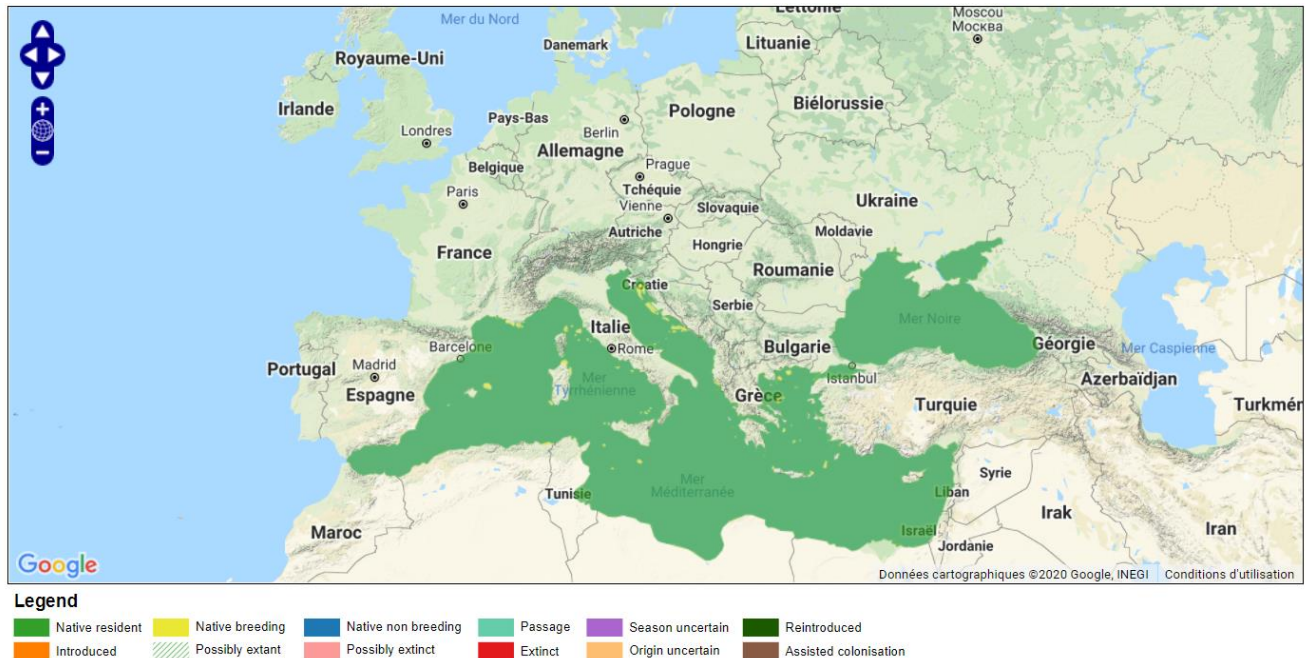 Mer du Nord
Lettonie
Moscou
Москва
Danemark
Lituanie
Royaume-Uni
Irlande
Biélorussie
Pologne
Pays-Bas
Berlin
Londres
Allemagne
Belgique
Prague
Tchéquie
Paris
Vienne
Slovaquie
Ukraine
Autriche
Moldavie
France
Hongrie
Roumanie
Croatie
Serbie
Mer Noire
Italie
Barcelone
Rome
Bulgarie
Géorgie
Mer Caspienne
Portugal
Madrid
Istanbul
Azerbaïdjan
Espagne
Mer
Tyrrhénienne
Grèce
Turquie
Turkmén
Syrie
Mer
Méditerranée
Tunisie
Liban
Irak
Maroc
Israël
Iran
Jordanie
Google
Données cartographiques ©2020 Google, INEGI Conditions d'utilisation
Legend
Native resident Native breeding Native non breeding Passage Season uncertain Reintroduced
Introduced Possibly extant Possibly extinct Extinct Origin uncertain Assisted colonisation